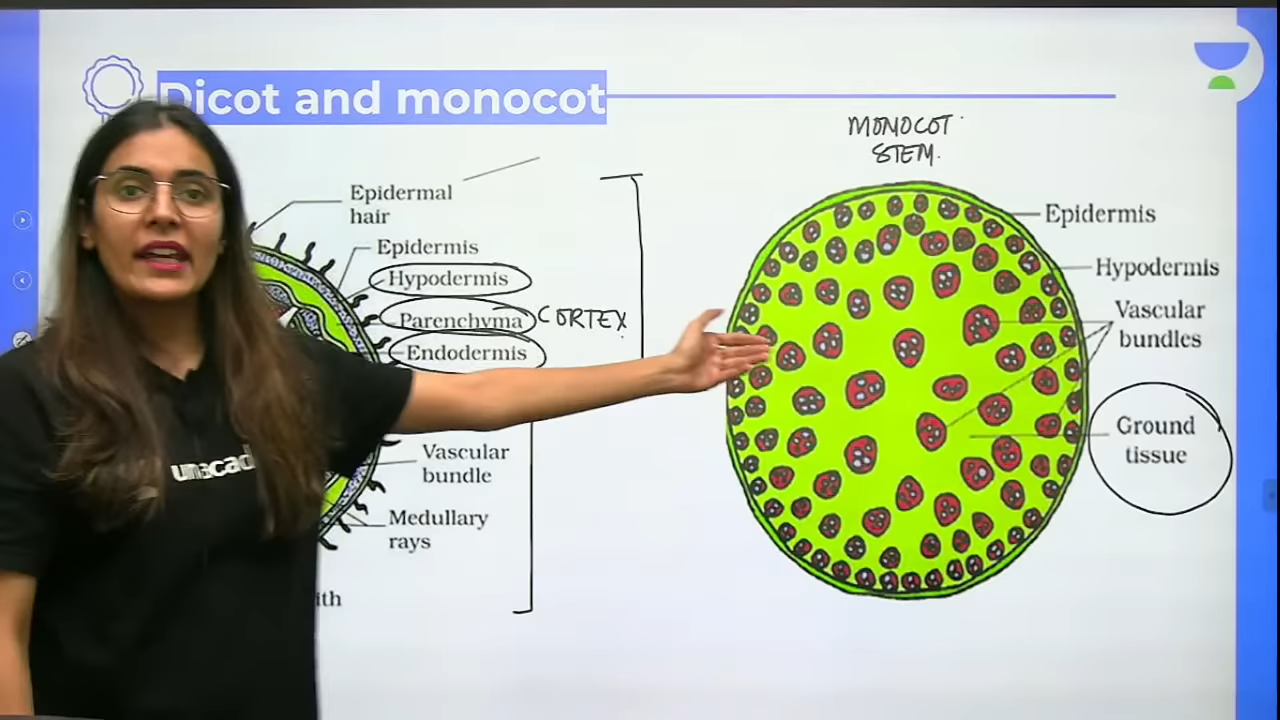 Dicot and monocot
MONOCOT
STEM.
Epidermal
hair
Epidermis
Hypodermis
Parenchyma
CORTEX
Endodermis
Vascular
bundle
Medullary
rays
Epidermis
Hypodermis
Vascular
bundles
Ground
tissue
unacad